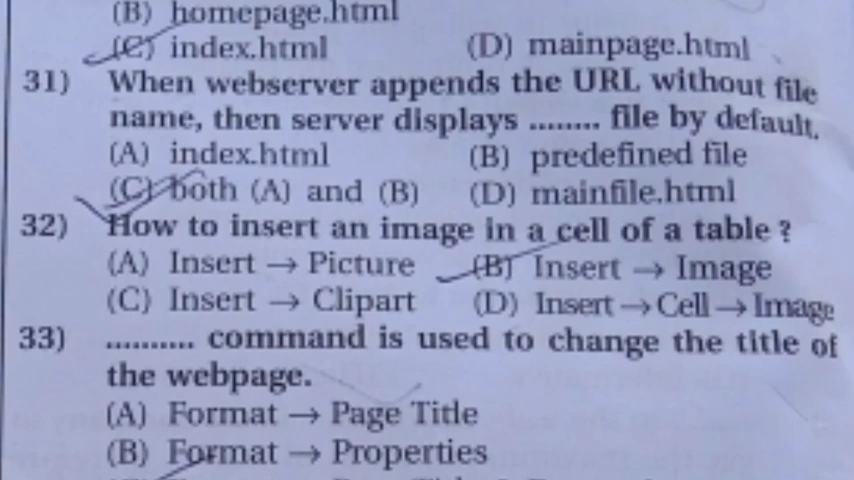 (B) homepage.html
(C) index.html (D) mainpage.html
31) When webserver appends the URL without file
name, then server displays ........ file by default.
(A) index.html (B) predefined file
(C) both (A) and (B) (D) mainfile.html
32) How to insert an image in a cell of a table ?
(A) Insert → Picture (B) Insert → Image
(C) Insert → Clipart (D) Insert → Cell → Image
33) .......... command is used to change the title of
the webpage.
(A) Format → Page Title
(B) Format → Properties